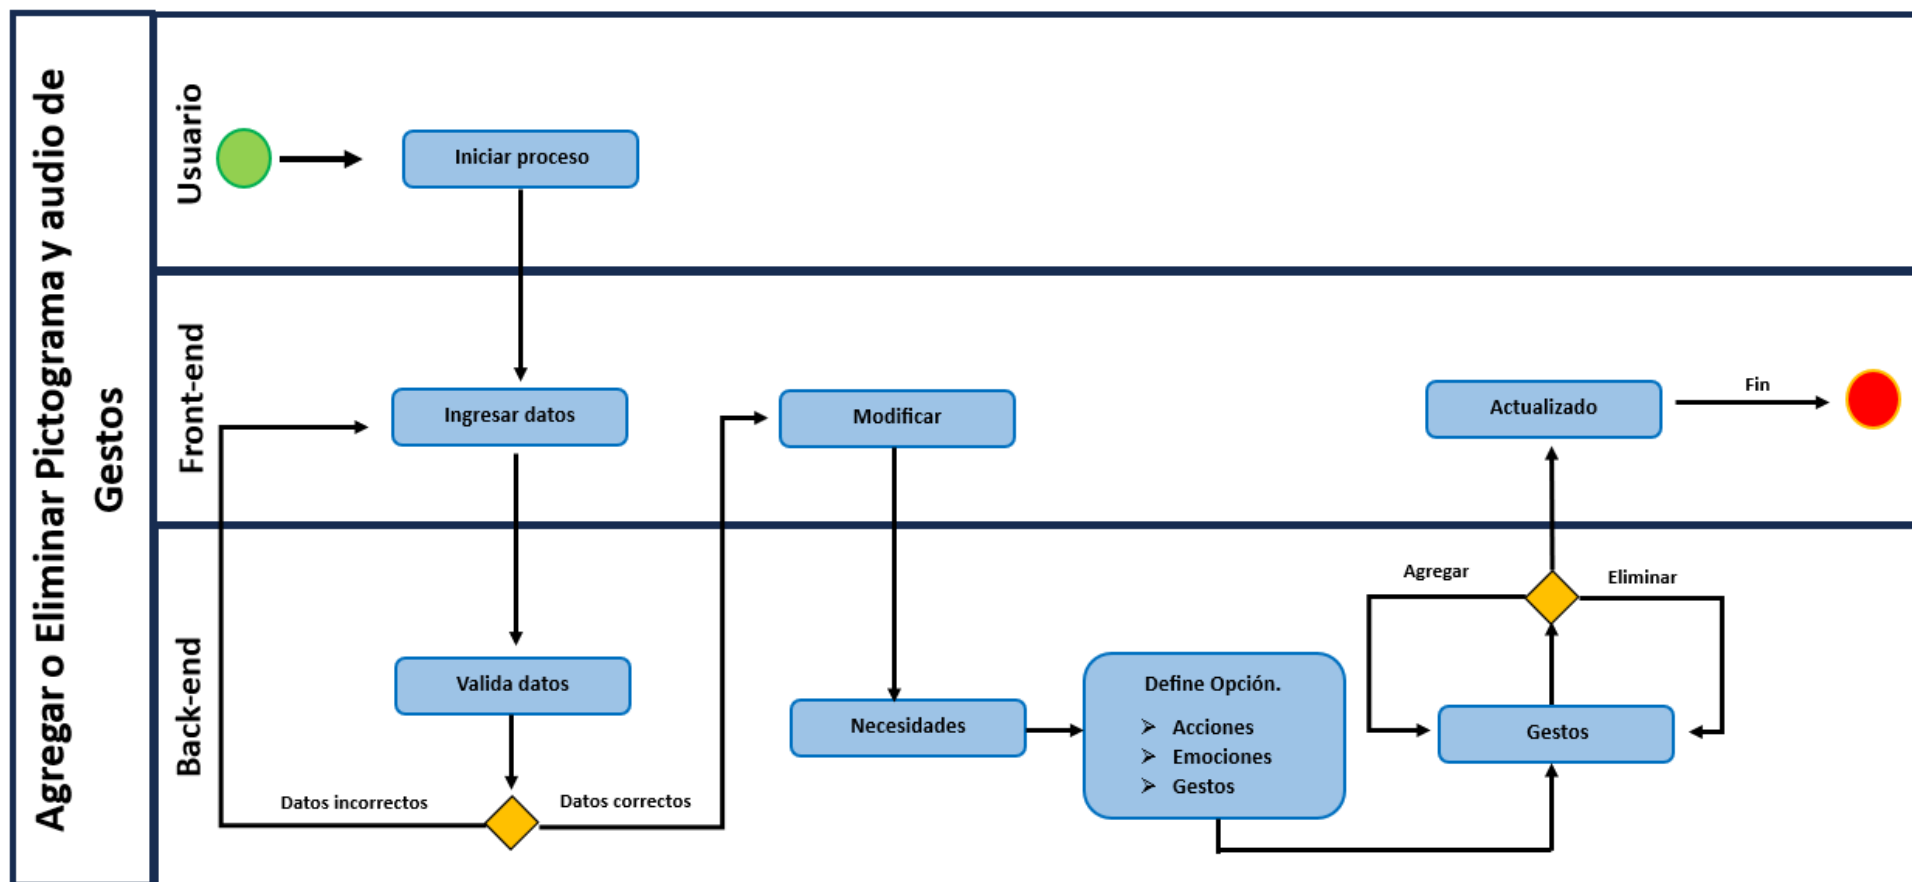 Agregar o Eliminar Pictograma y audio de
Gestos
Usuario
Iniciar proceso
Front-end
Ingresar datos
Modificar
Actualizado
Fin
Back-end
Valida datos
Datos incorrectos
Datos correctos
Necesidades
Define Opción.
➢ Acciones
➢ Emociones
➢ Gestos
Agregar
Eliminar
Gestos